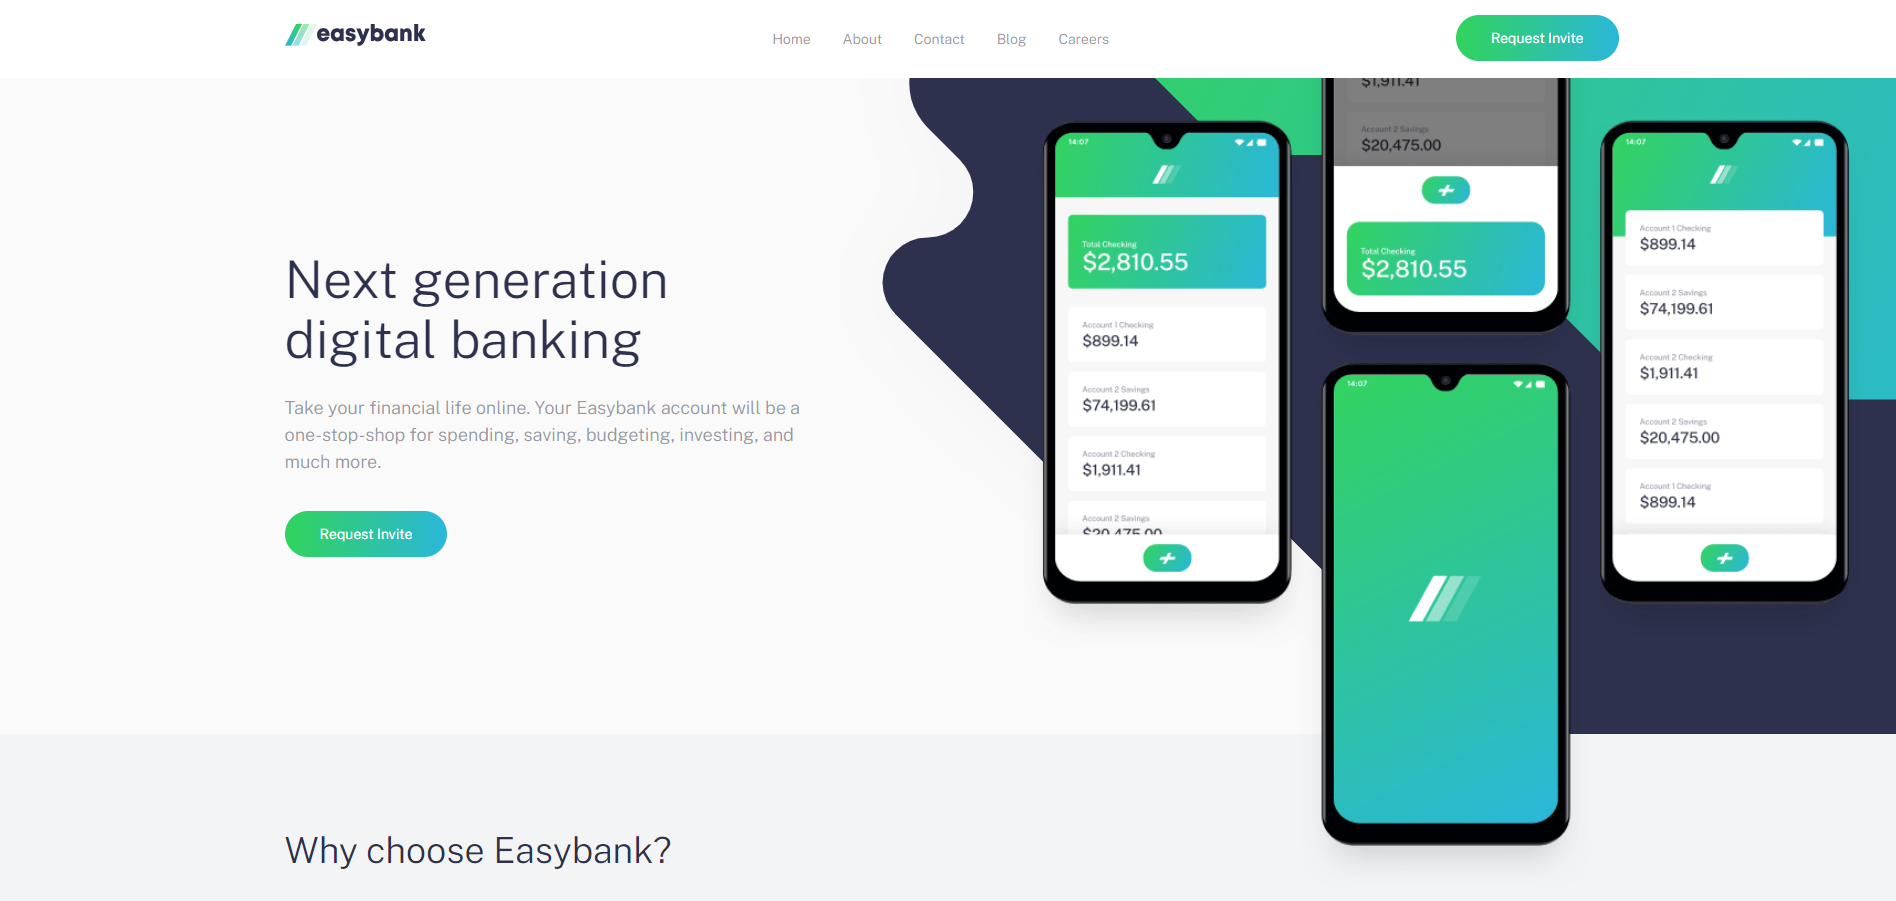 easybank
Home
About
Contact
Blog
Careers
Request Invite
Next generation
digital banking
Take your financial life online. Your Easybank account will be a
one-stop-shop for spending, saving, budgeting, investing, and
much more.
Request Invite
14:07
Total Checking
$2,810.55
Account 1 Checking
$899.14
Account 2 Savings
$74,199.61
Account 2 Checking
$1,911.41
Account 2 Savings
$20,475.00
$1,911.41
Account 2 Savings
$20,475.00
Total Checking
$2,810.55
14:07
14:07
Account 1 Checking
$899.14
Account 2 Savings
$74,199.61
Account 2 Checking
$1,911.41
Account 2 Savings
$20,475.00
Account 1 Checking
$899.14
Why choose Easybank?